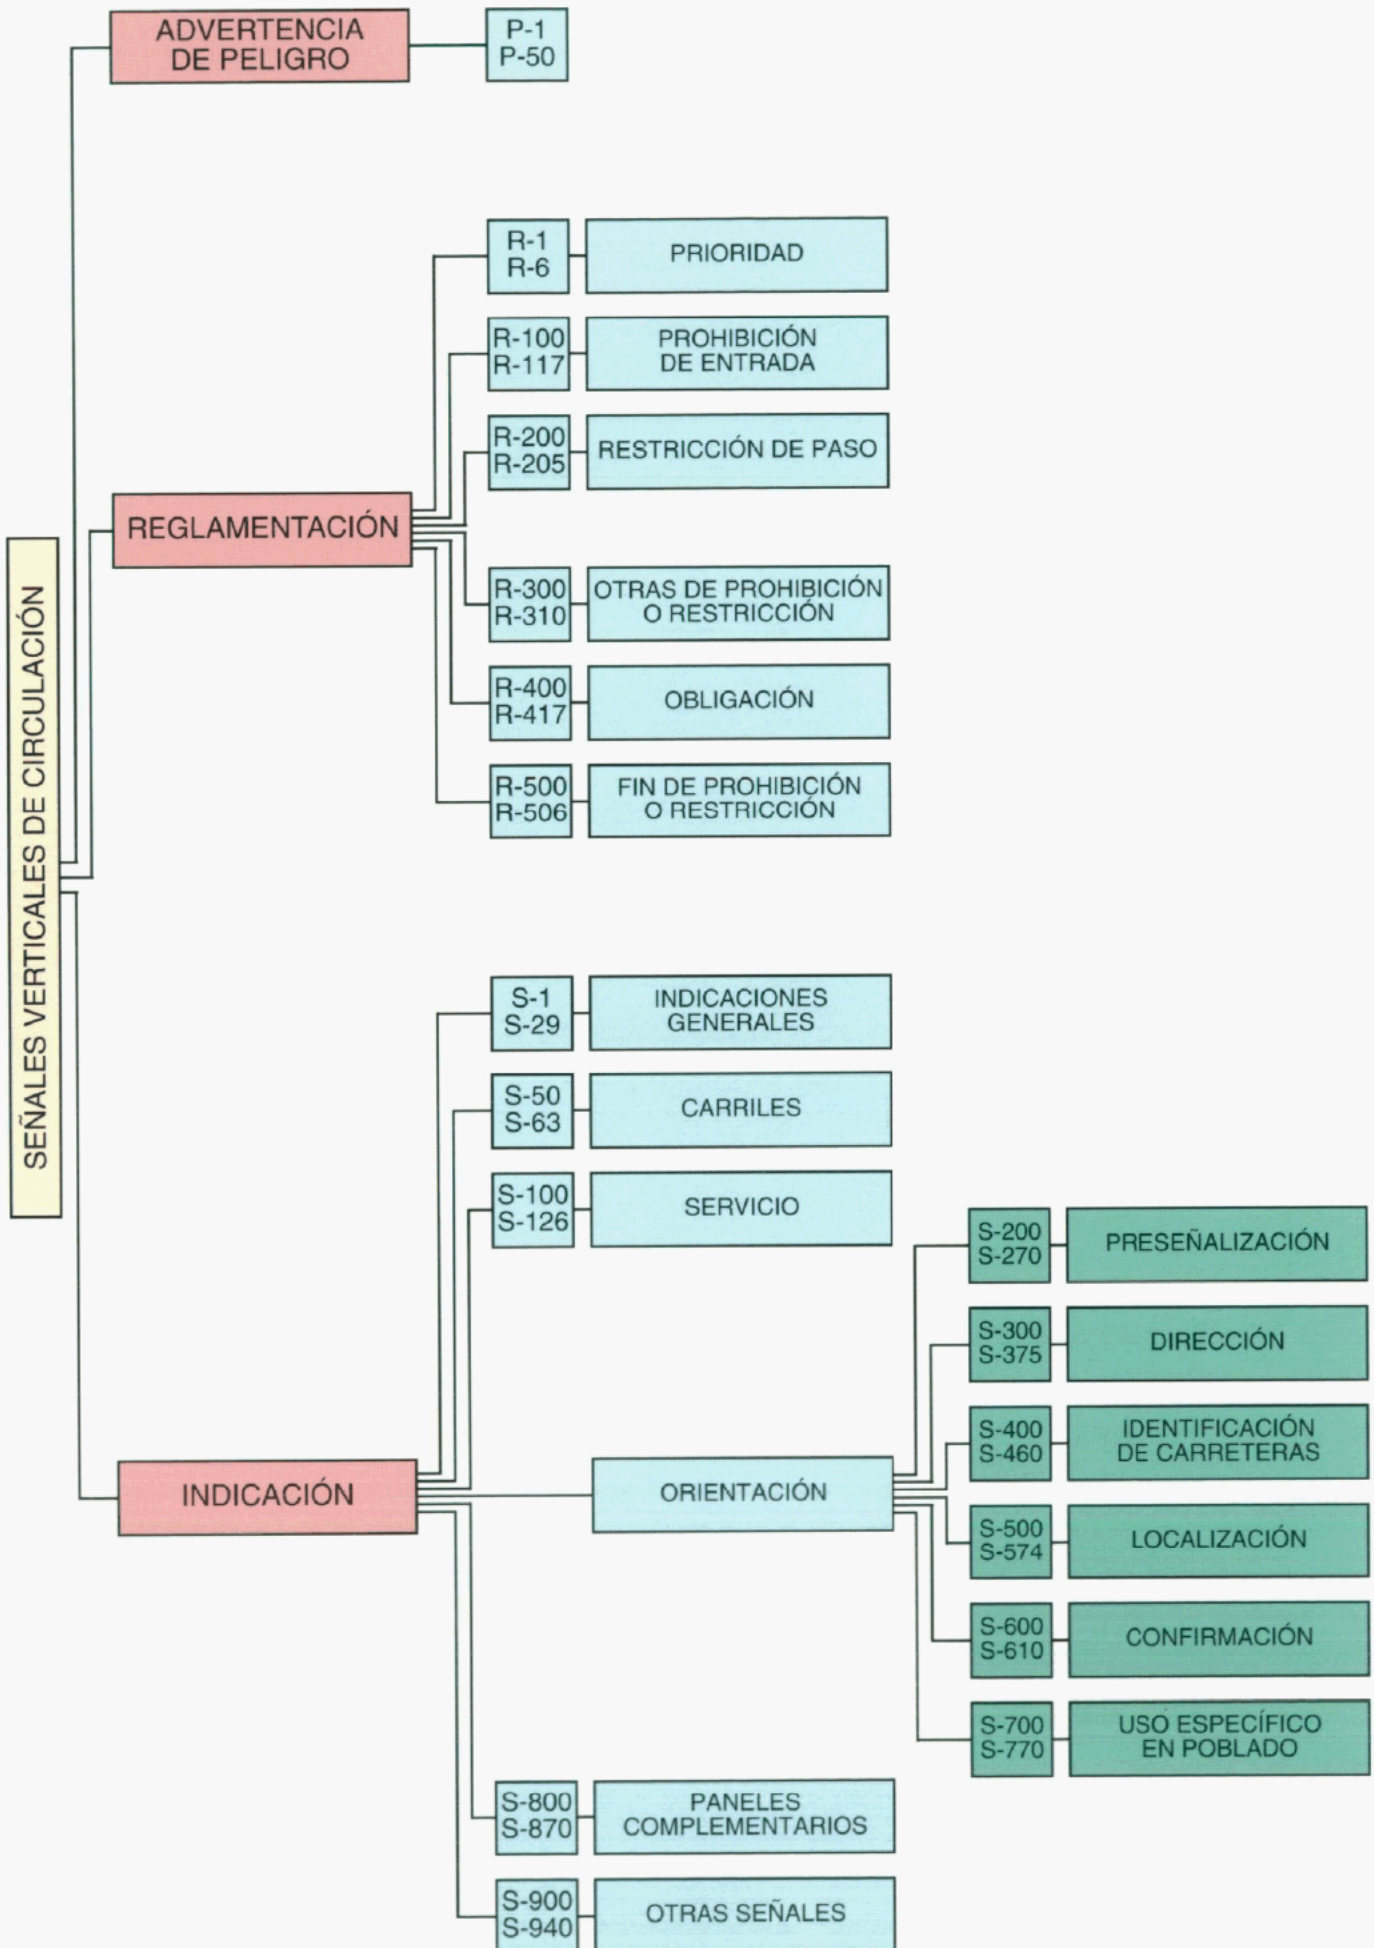 ADVERTENCIA
DE PELIGRO
P-1
P-50
R-1
R-6
PRIORIDAD
R-100
R-117
PROHIBICIÓN
DE ENTRADA
R-200
R-205
RESTRICCIÓN DE PASO
REGLAMENTACIÓN
R-300
R-310
OTRAS DE PROHIBICIÓN
O RESTRICCIÓN
R-400
R-417
OBLIGACIÓN
R-500
R-506
FIN DE PROHIBICIÓN
O RESTRICCIÓN
SEÑALES VERTICALES DE CIRCULACIÓN
S-1
S-29
INDICACIONES
GENERALES
S-50
S-63
CARRILES
S-100
S-126
SERVICIO
INDICACIÓN
ORIENTACIÓN
S-200
S-270
PRESEÑALIZACIÓN
S-300
S-375
DIRECCIÓN
S-400
S-460
IDENTIFICACIÓN
DE CARRETERAS
S-500
S-574
LOCALIZACIÓN
S-600
S-610
CONFIRMACIÓN
S-700
S-770
USO ESPECÍFICO
EN POBLADO
S-800
S-870
PANELES
COMPLEMENTARIOS
S-900
S-940
OTRAS SEÑALES